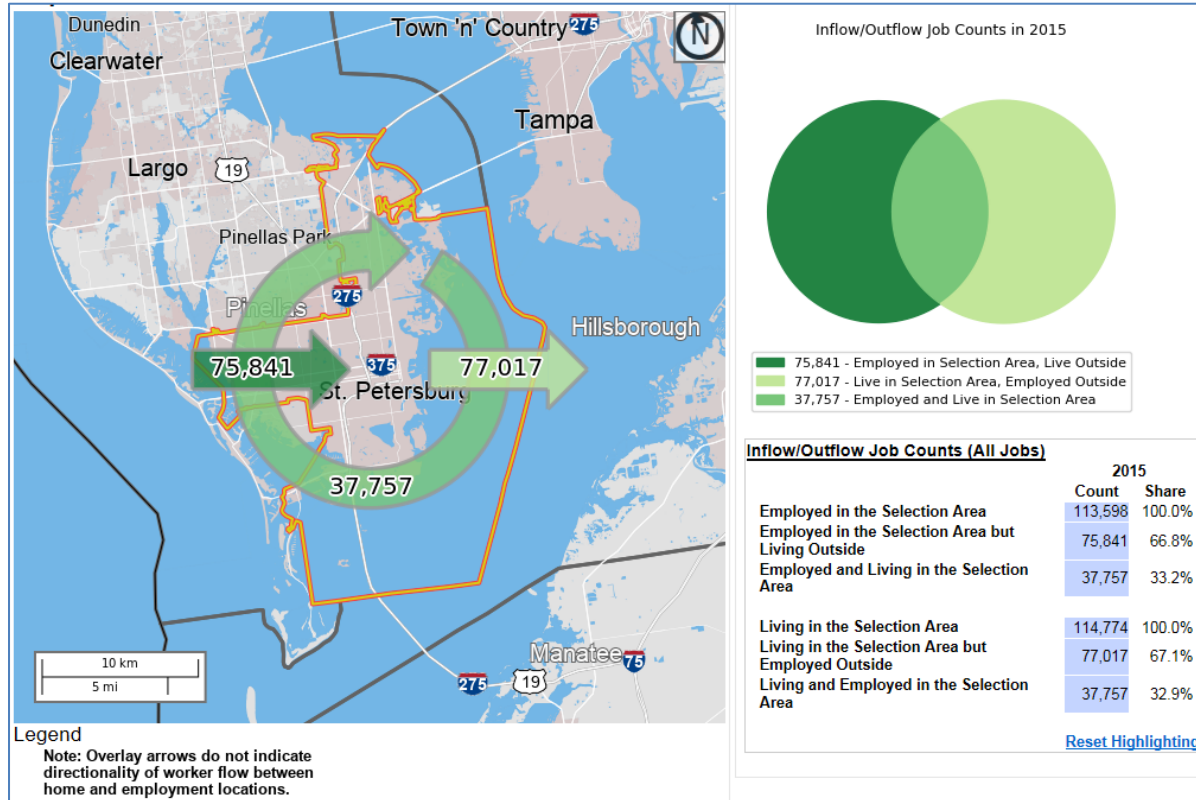 Dunedin
Clearwater
Town 'n' Country
275
N
Tampa
Largo
19
Pinellas Park
275
Pinellas
Hillsborough
75,841
375
77,017
St. Petersburg
37,757
10 km
5 mi
Manatee
75
275
19
Legend
Note: Overlay arrows do not indicate
directionality of worker flow between
home and employment locations.
Inflow/Outflow Job Counts in 2015
75,841 - Employed in Selection Area, Live Outside
77,017 - Live in Selection Area, Employed Outside
37,757 - Employed and Live in Selection Area
Inflow/Outflow Job Counts (All Jobs)
2015
Count Share
Employed in the Selection Area 113,598 100.0%
Employed in the Selection Area but
Living Outside 75,841 66.8%
Employed and Living in the Selection
Area 37,757 33.2%
Living in the Selection Area 114,774 100.0%
Living in the Selection Area but
Employed Outside 77,017 67.1%
Living and Employed in the Selection
Area 37,757 32.9%
Reset Highlighting